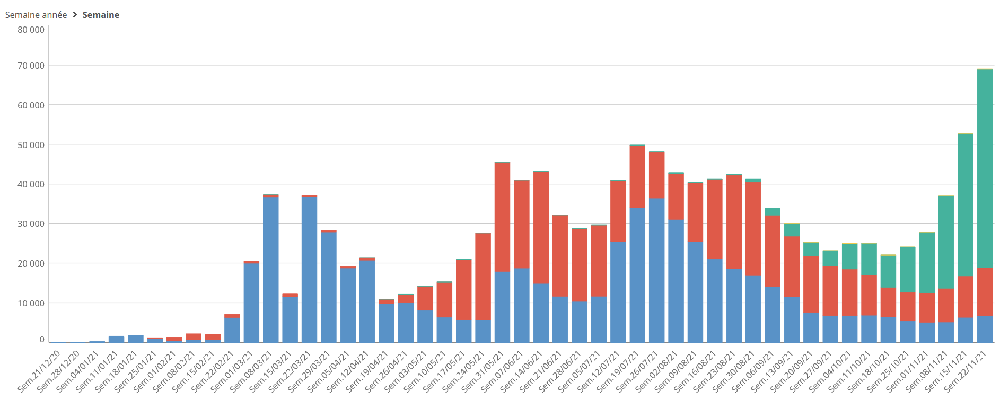 Semaine année > Semaine
80 000
70 000
60 000
50 000
40 000
30 000
20 000
10 000
0
Sem.21/12/20
Sem.28/12/20
Sem.04/01/21
Sem.11/01/21
Sem.18/01/21
Sem.25/01/21
Sem.01/02/21
Sem.08/02/21
Sem.15/02/21
Sem.22/02/21
Sem.01/03/21
Sem.08/03/21
Sem.15/03/21
Sem.22/03/21
Sem.29/03/21
Sem.05/04/21
Sem.12/04/21
Sem.19/04/21
Sem.26/04/21
Sem.03/05/21
Sem.10/05/21
Sem.17/05/21
Sem.24/05/21
Sem.31/05/21
Sem.07/06/21
Sem.14/06/21
Sem.21/06/21
Sem.28/06/21
Sem.05/07/21
Sem.12/07/21
Sem.19/07/21
Sem.26/07/21
Sem.02/08/21
Sem.09/08/21
Sem.16/08/21
Sem.23/08/21
Sem.30/08/21
Sem.06/09/21
Sem.13/09/21
Sem.20/09/21
Sem.27/09/21
Sem.04/10/21
Sem.11/10/21
Sem.18/10/21
Sem.25/10/21
Sem.01/11/21
Sem.08/11/21
Sem.15/11/21
Sem.22/11/21